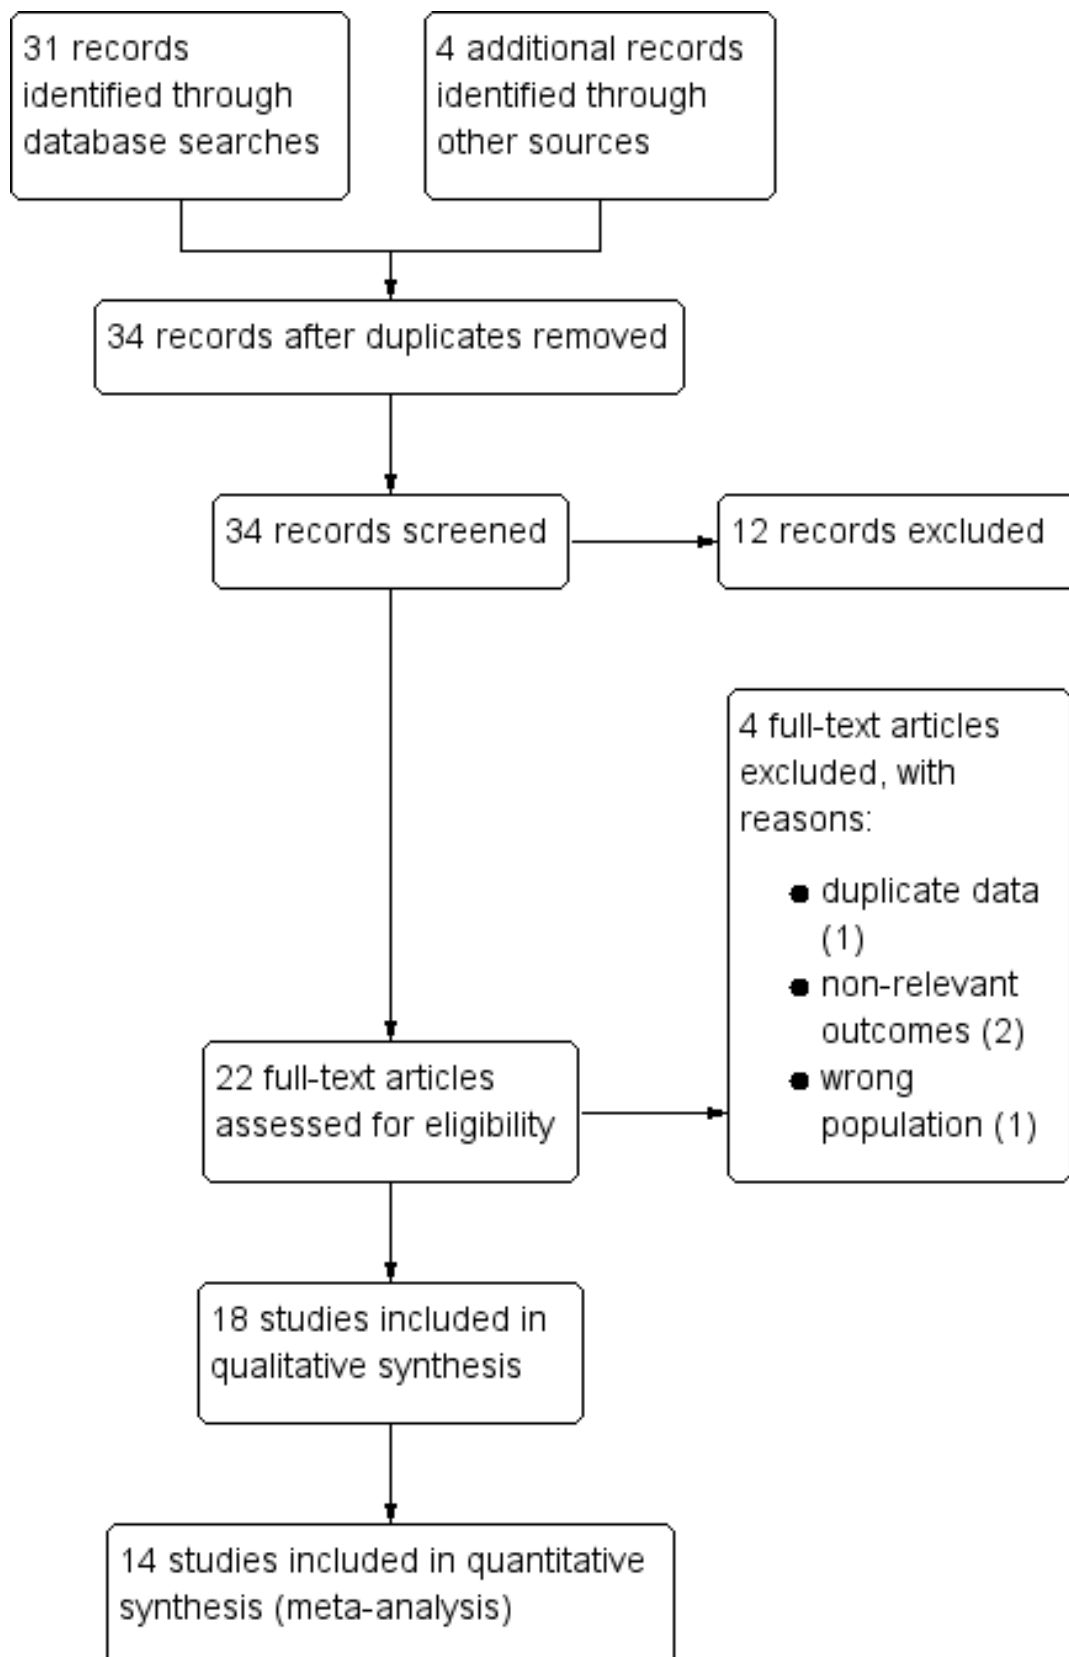 31 records
identified through
database searches
4 additional records
identified through
other sources
34 records after duplicates removed
34 records screened
12 records excluded
4 full-text articles
excluded, with
reasons:
● duplicate data
(1)
● non-relevant
outcomes (2)
● wrong
population (1)
22 full-text articles
assessed for eligibility
18 studies included in
qualitative synthesis
14 studies included in quantitative
synthesis (meta-analysis)